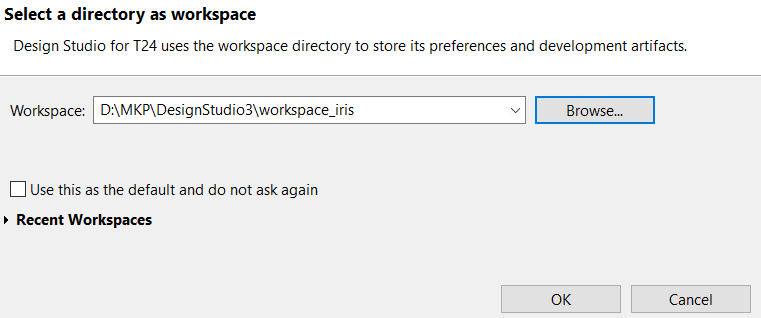 Select a directory as workspace
Design Studio for T24 uses the workspace directory to store its preferences and development artifacts.
Workspace: D:\MKP\DesignStudio3\workspace_iris Browse...
Use this as the default and do not ask again
Recent Workspaces
OK Cancel